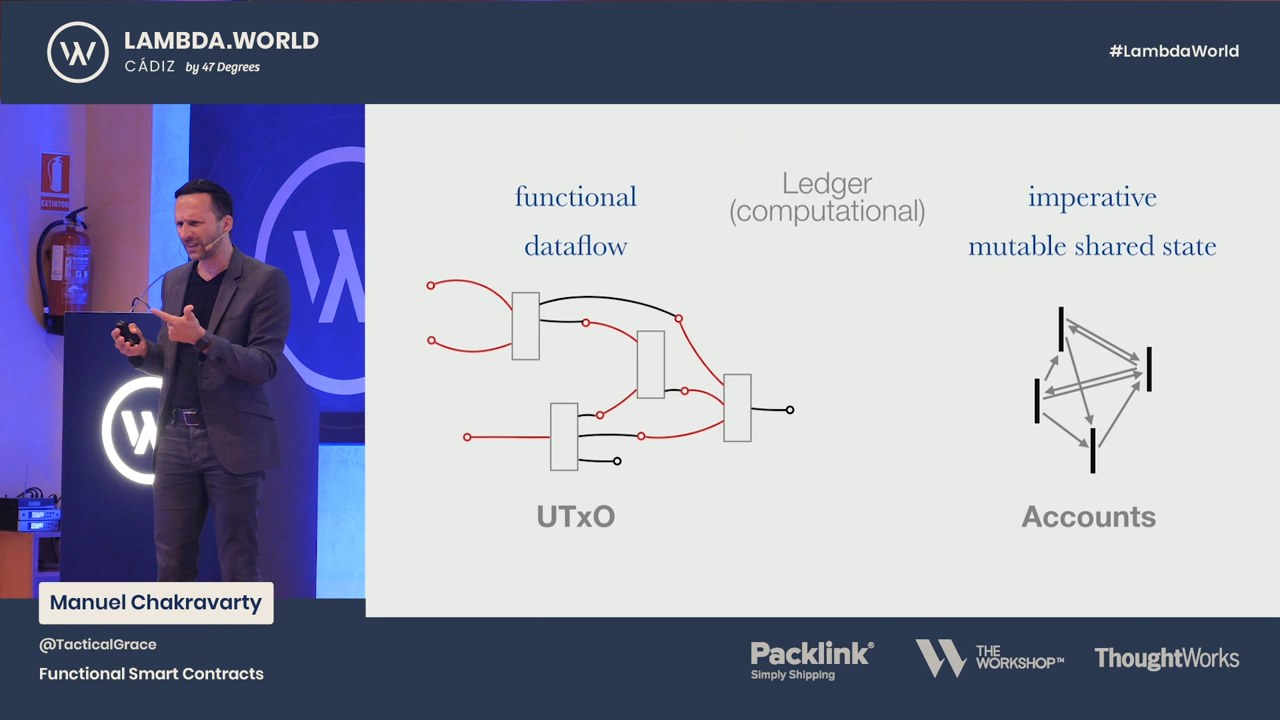 LAMBDA.WORLD
CÁDIZ by 47 Degrees
#LambdaWorld
EXTINTOR
functional
dataflow
Ledger
(computational)
imperative
mutable shared state
UTxO
Accounts
Manuel Chakravarty
@TacticalGrace
Functional Smart Contracts
Packlink®
Simply Shipping
THE
WORKSHOP™
ThoughtWorks